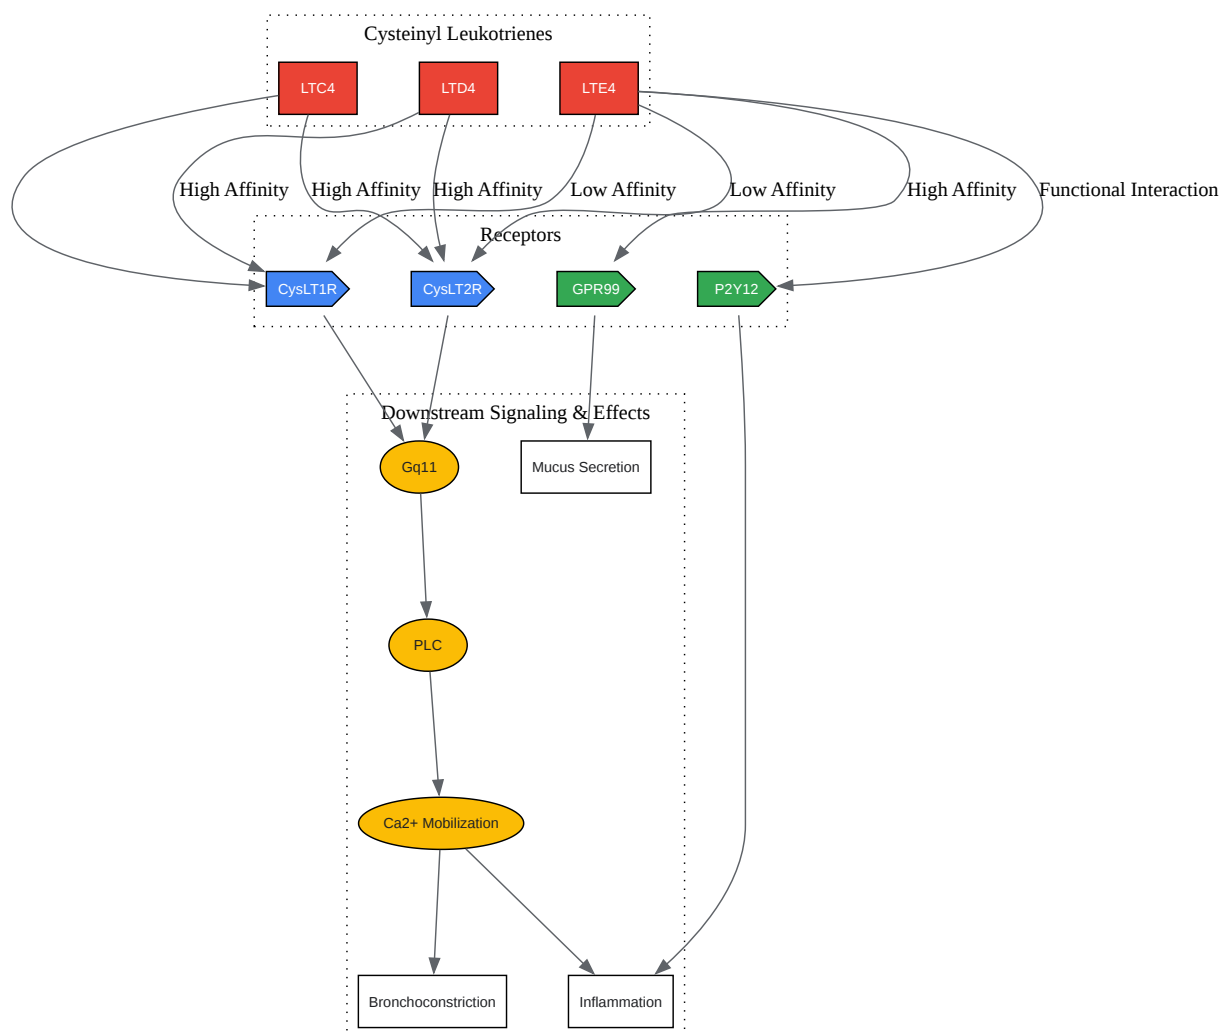 Cysteinyl Leukotrienes
LTC4
LTD4
LTE4
High Affinity
High Affinity
High Affinity
Low Affinity
Low Affinity
High Affinity
Functional Interaction
Receptors
CysLT1R
CysLT2R
GPR99
P2Y12
Downstream Signaling & Effects
Gq11
Mucus Secretion
PLC
Ca2+ Mobilization
Bronchoconstriction
Inflammation